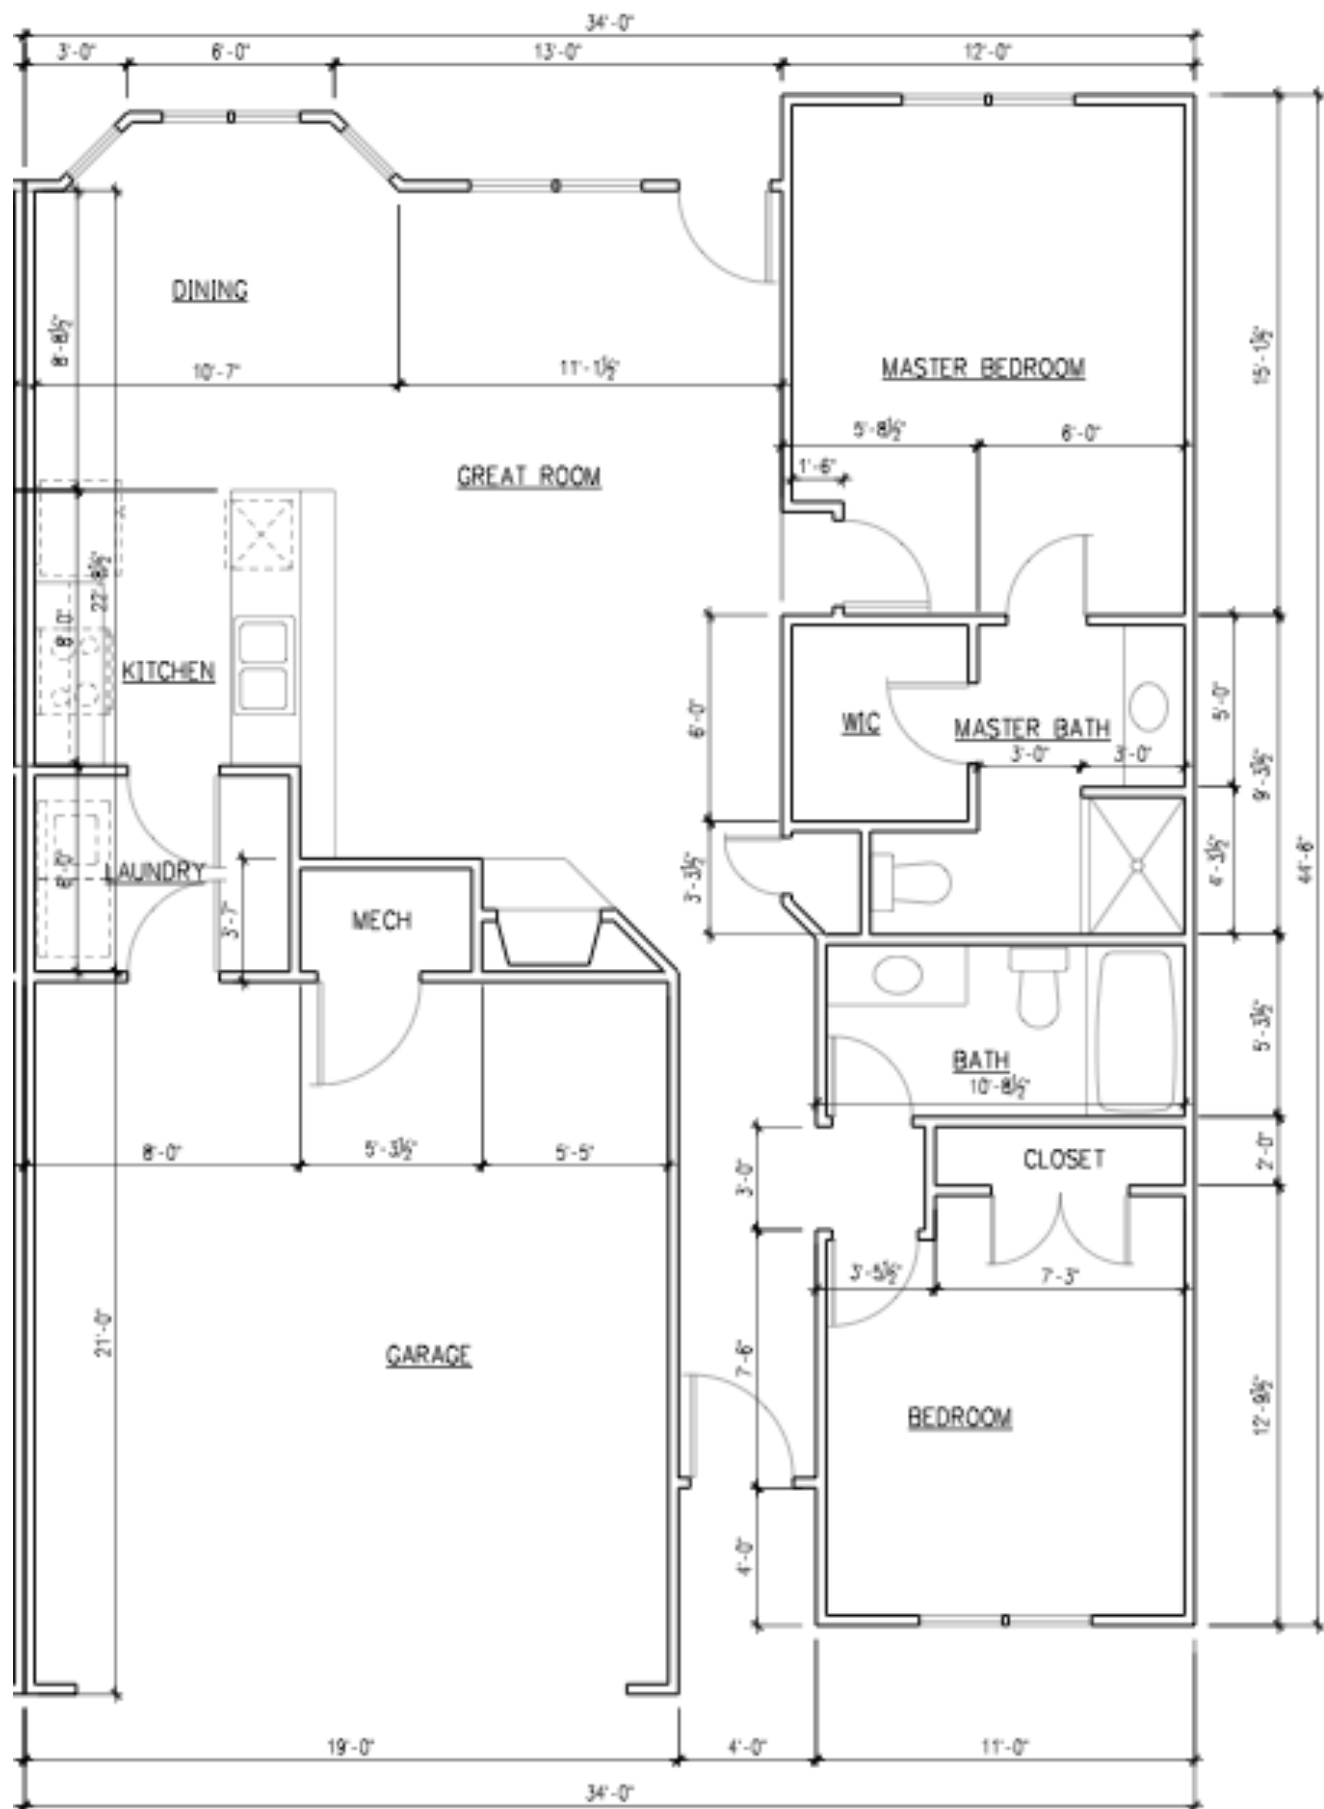 34'-0"
3'-0" 6'-0" 13'-0" 12'-0"
DINING
8'-8½"
10'-7" 11'-1½"
MASTER BEDROOM
15'-1½"
5'-8½" 6'-0"
1'-6"
GREAT ROOM
22'-8½"
8'-0"
KITCHEN
6'-0"
WIC
MASTER BATH
3'-0" 3'-0"
5'-0"
9'-3½"
44'-6"
LAUNDRY
6'-0"
3'-7"
MECH
3'-3½"
4'-3½"
BATH
10'-8½"
5'-3½"
8'-0" 5'-3½" 5'-5"
3'-0"
CLOSET
2'-0"
3'-5½" 7'-3"
21'-0"
GARAGE
7'-6"
BEDROOM
12'-9½"
4'-0"
19'-0" 4'-0" 11'-0"
34'-0"